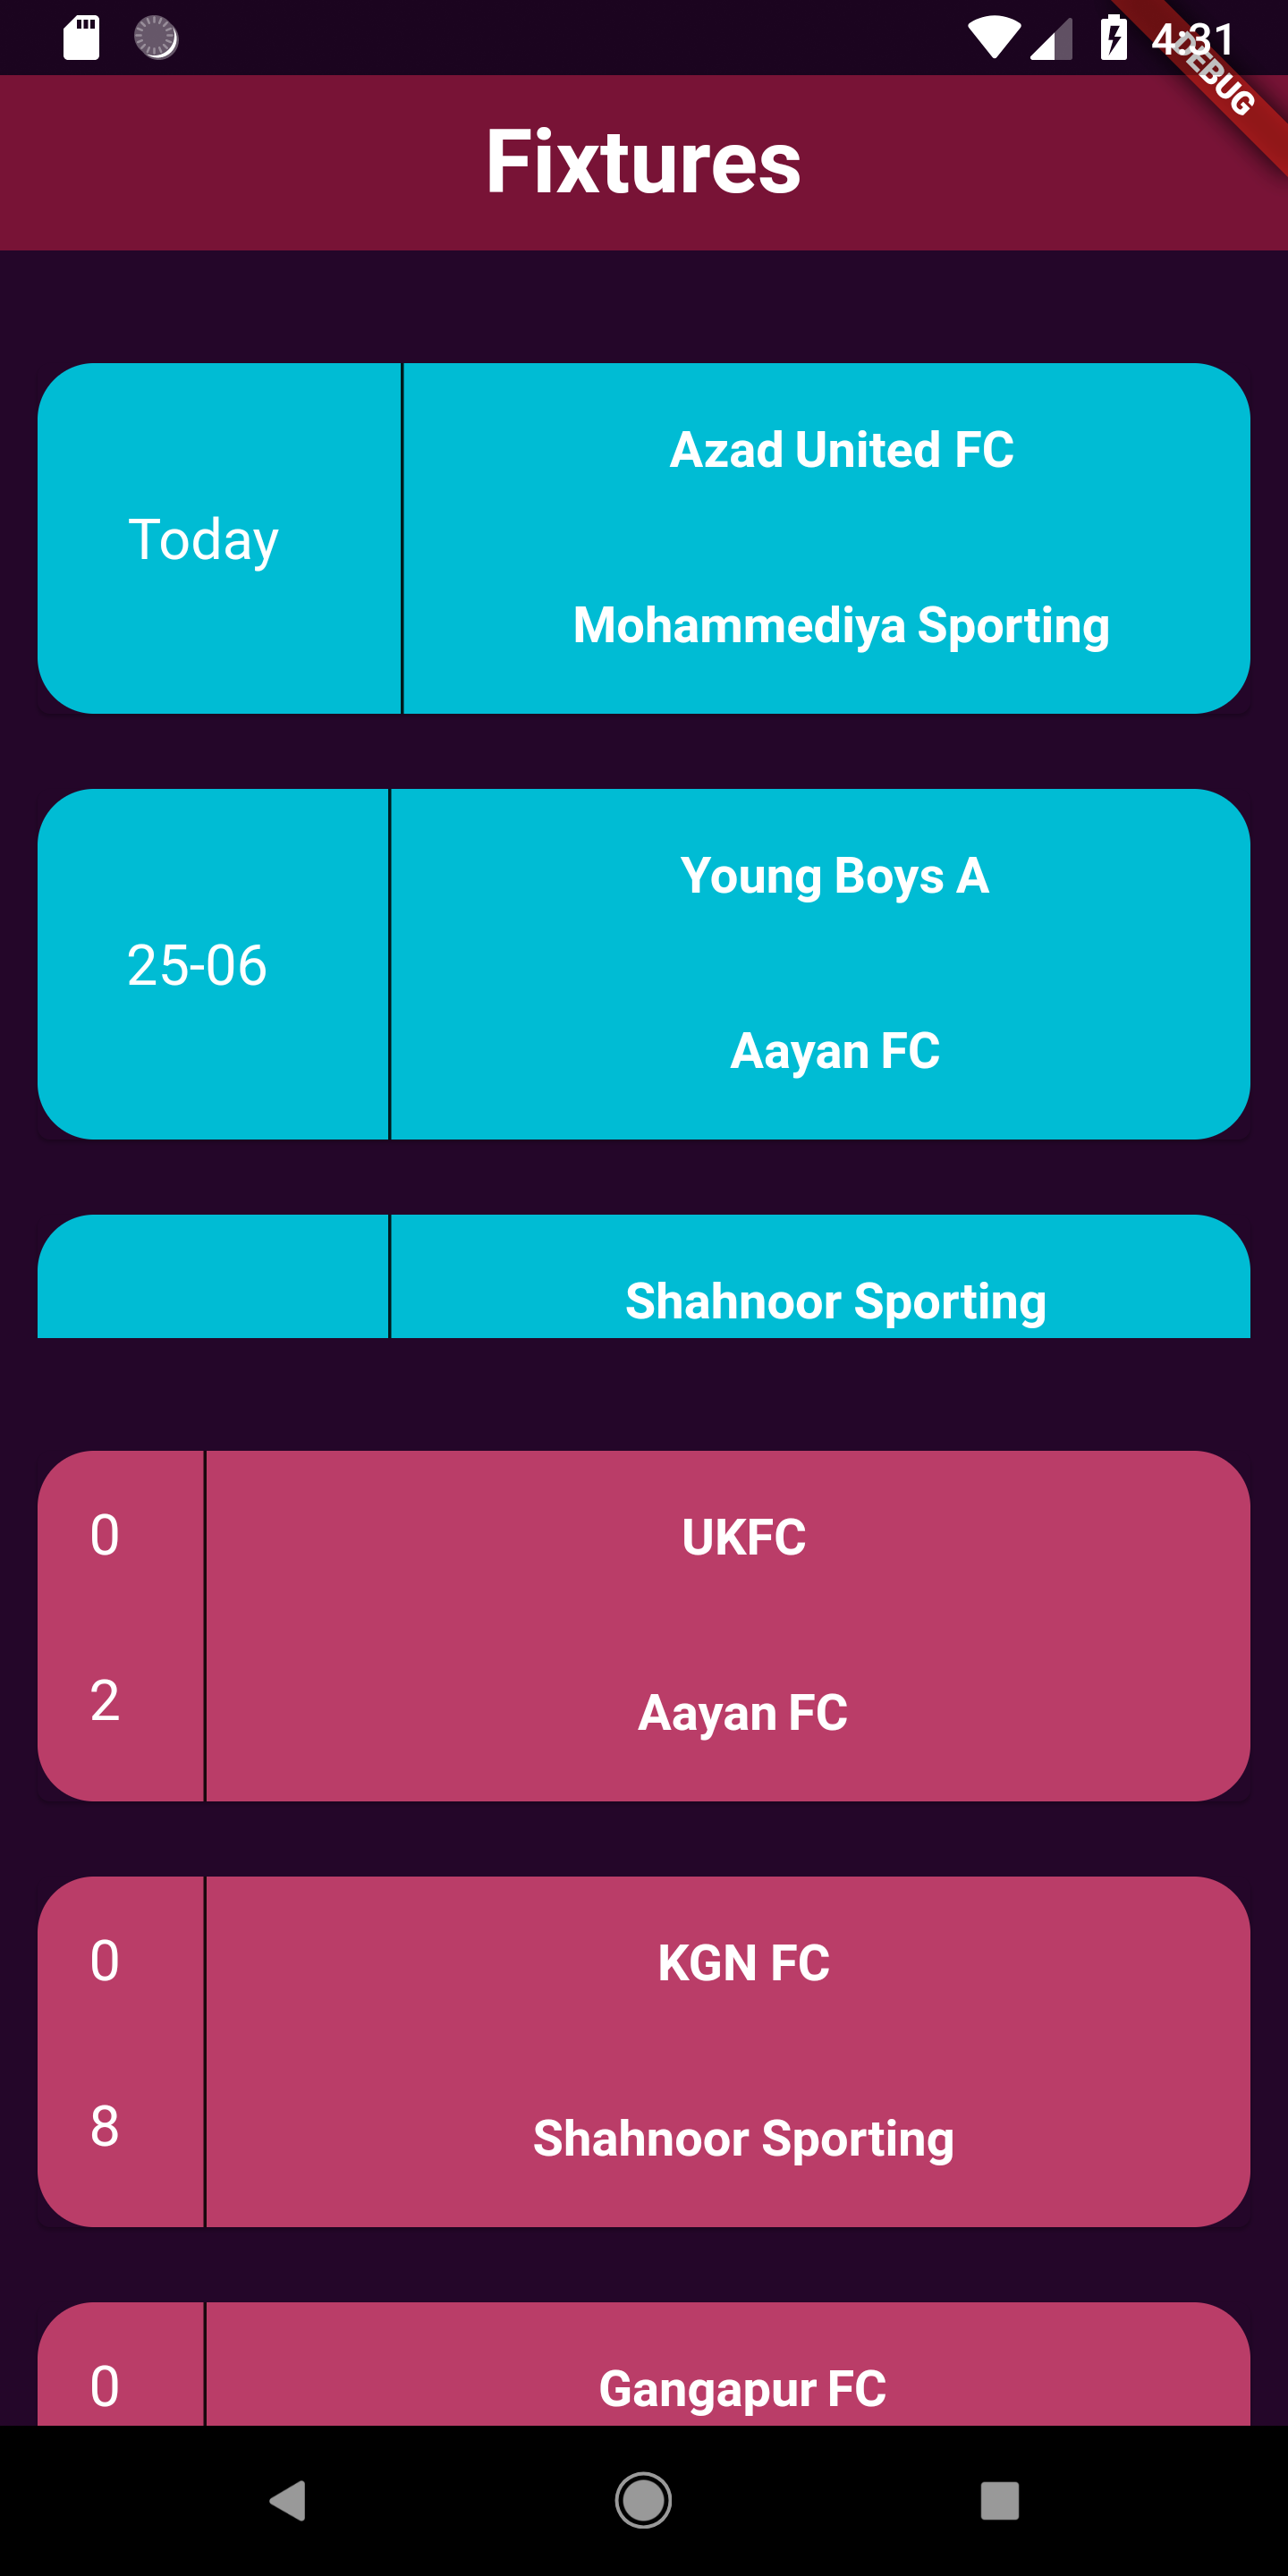 4:31
DEBUG
Fixtures
Today
Azad United FC
Mohammediya Sporting
25-06
Young Boys A
Aayan FC
Shahnoor Sporting
0 UKFC
2 Aayan FC
0 KGN FC
8 Shahnoor Sporting
0 Gangapur FC